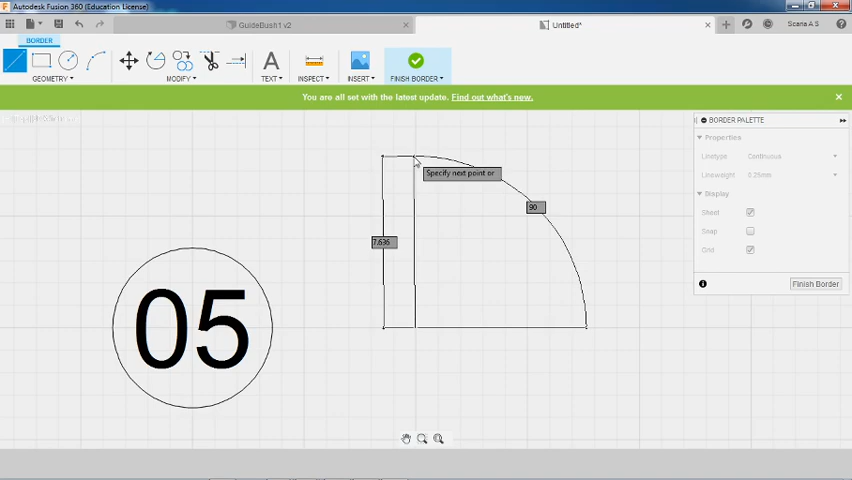 Autodesk Fusion 360 (Education License)
GuideBush1 v2
Untitled*
Scaria A S
BORDER
GEOMETRY
MODIFY
TEXT
INSPECT
INSERT
FINISH BORDER
You are all set with the latest update. Find out what's new.
BORDER PALETTE
Properties
Linetype Continuous
Lineweight 0.25mm
Display
Sheet
Snap
Grid
Finish Border
Specify next point or
90
7.636
05